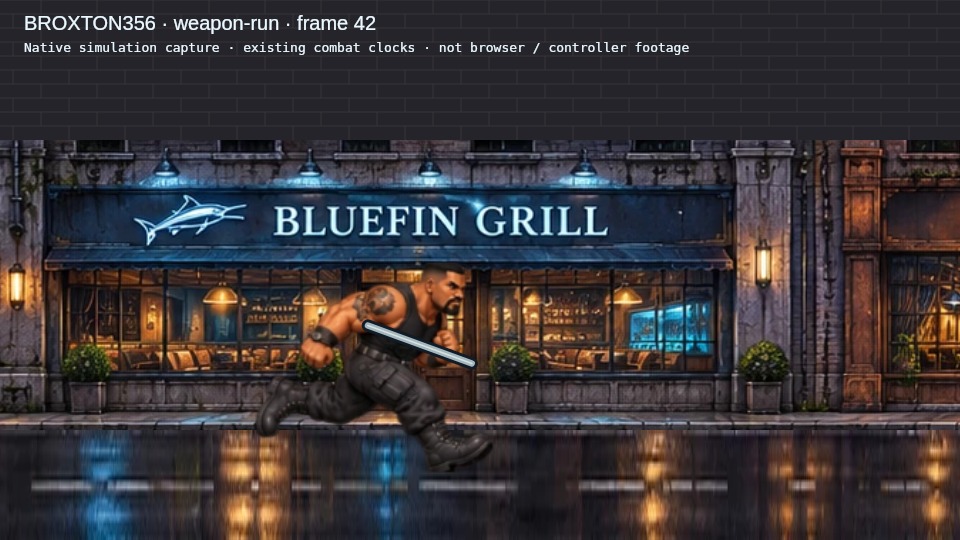 BROXTON356 · weapon-run · frame 42
Native simulation capture · existing combat clocks · not browser / controller footage
BLUEFIN GRILL